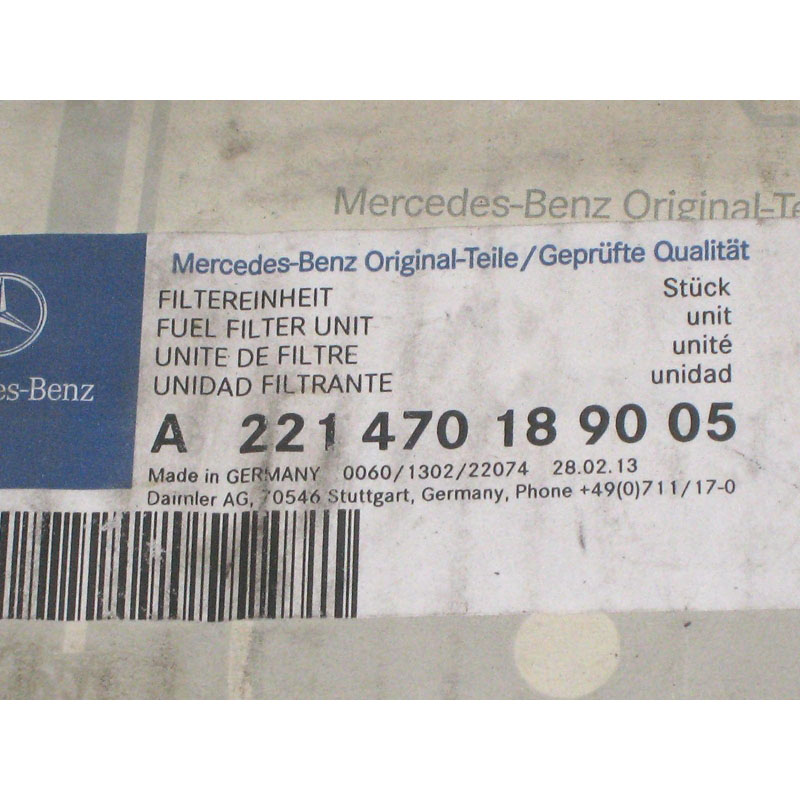 Mercedes-Benz Original-Te
Mercedes-Benz Original-Teile/Geprüfte Qualität
FILTEREINHEIT Stück
FUEL FILTER UNIT unit
UNITE DE FILTRE unité
UNIDAD FILTRANTE unidad
es-Benz
A 221 470 18 90 05
Made in GERMANY 0060/1302/22074 28.02.13
Daimler AG, 70546 Stuttgart, Germany, Phone +49(0)711/17-0